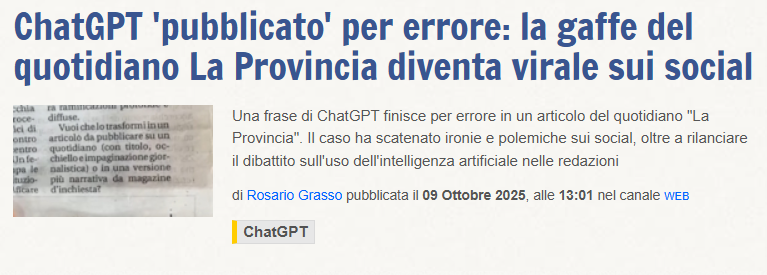 ChatGPT 'pubblicato' per errore: la gaffe del
quotidiano La Provincia diventa virale sui social
ra ramificazioni
diffuse.
Vuoi che lo trasformi in un
articolo da pubblicare su un
quotidiano (con titolo, oc-
chiello e impaginazione gior-
nalistica) o in una versione
più narrativa da magazine
d'inchiesta?
Una frase di ChatGPT finisce per errore in un articolo del quotidiano "La
Provincia". Il caso ha scatenato ironie e polemiche sui social, oltre a rilanciare
il dibattito sull'uso dell'intelligenza artificiale nelle redazioni
di Rosario Grasso pubblicata il 09 Ottobre 2025, alle 13:01 nel canale WEB
ChatGPT